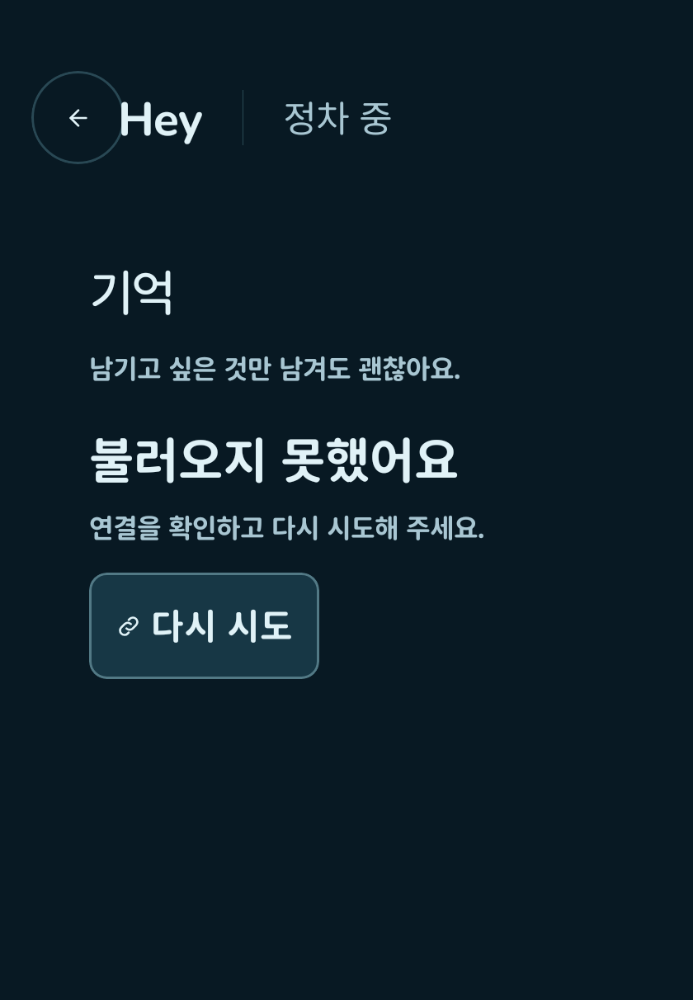 Hey 정차 중
기억
남기고 싶은 것만 남겨도 괜찮아요.
불러오지 못했어요
연결을 확인하고 다시 시도해 주세요.
다시 시도